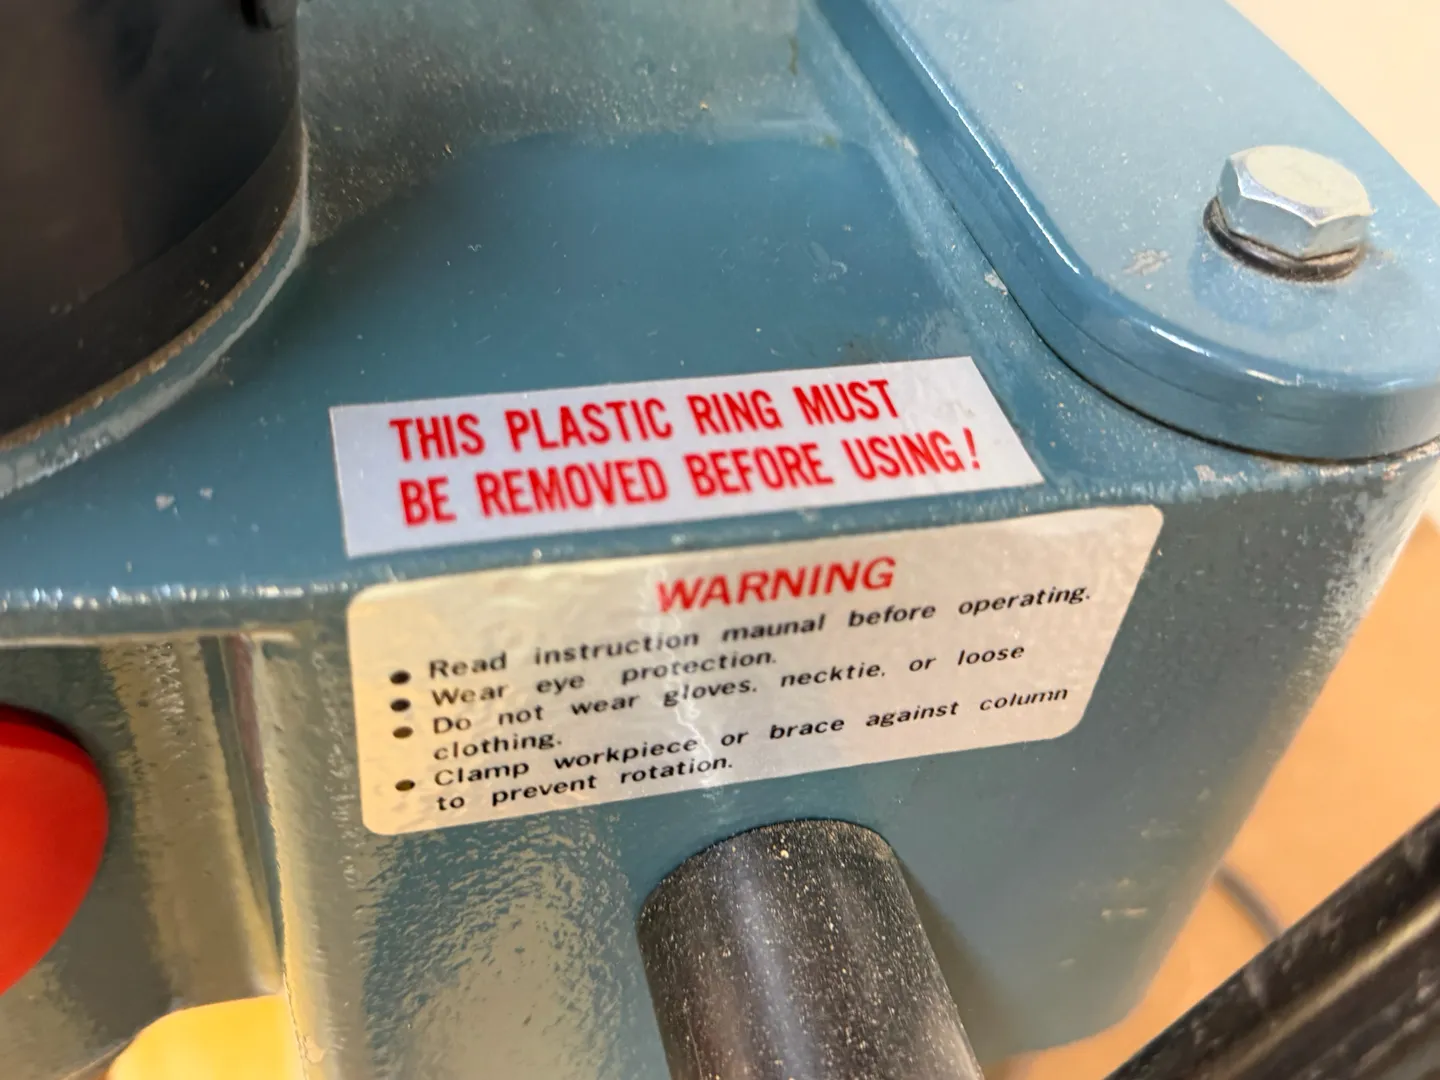 THIS PLASTIC RING MUST
BE REMOVED BEFORE USING!
WARNING
● Read instruction maunal before operating.
● Wear eye protection.
● Do not wear gloves. necktie. or loose
clothing.
● Clamp workpiece or brace against column
to prevent rotation.